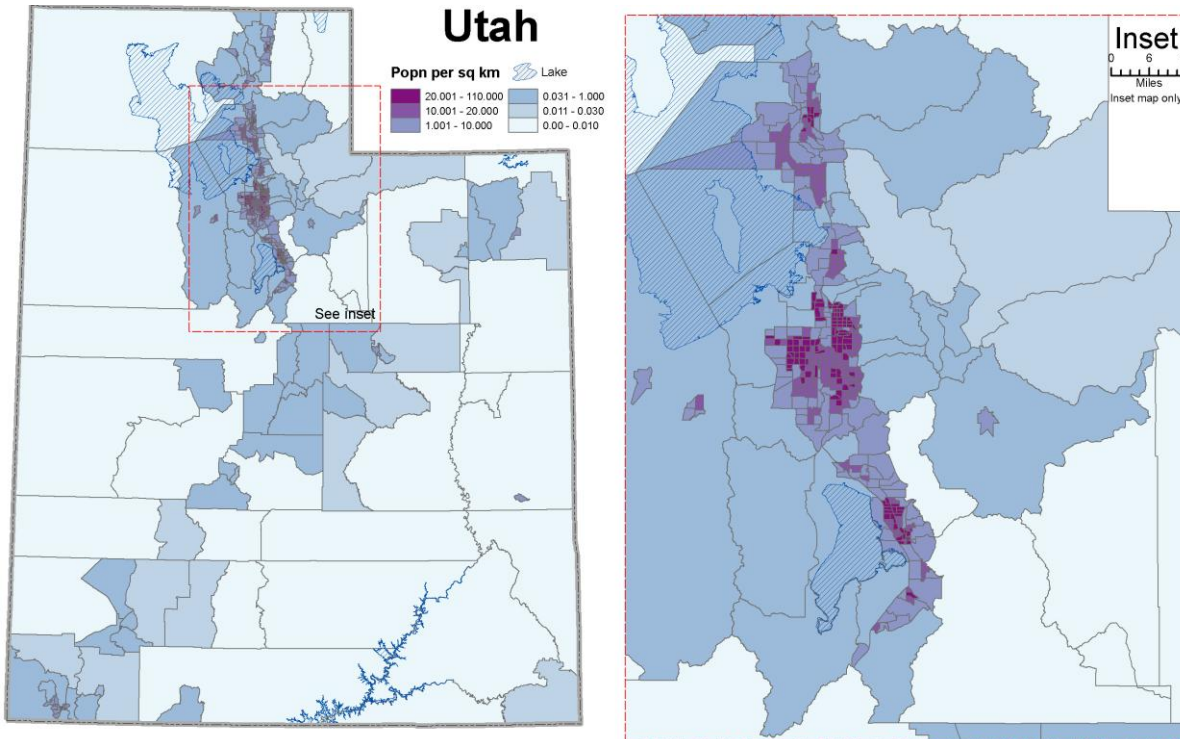 Utah
Popn per sq km
Lake
20.001 - 110.000
0.031 - 1.000
10.001 - 20.000
0.011 - 0.030
1.001 - 10.000
0.00 - 0.010
See inset
Inset
0 6
Miles
Inset map only